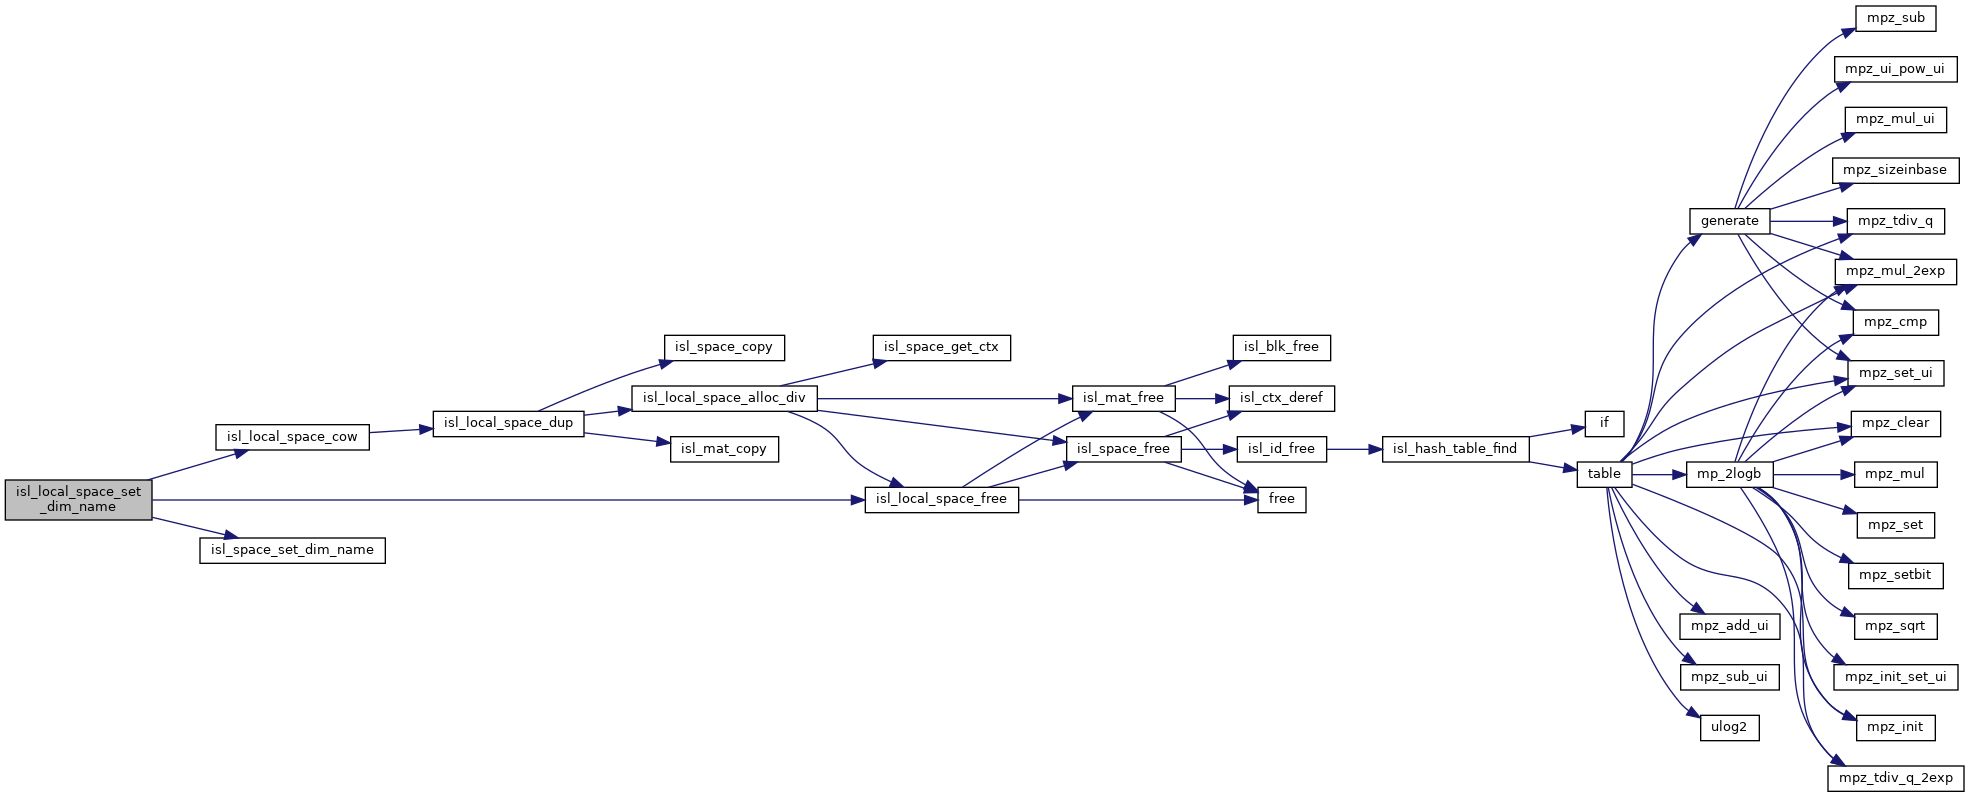 isl_local_space_set
_dim_name
isl_local_space_cow
isl_space_set_dim_name
isl_local_space_dup
isl_space_copy
isl_local_space_alloc_div
isl_mat_copy
isl_space_get_ctx
isl_local_space_free
isl_mat_free
isl_space_free
isl_blk_free
isl_ctx_deref
isl_id_free
free
isl_hash_table_find
if
table
generate
mp_2logb
mpz_add_ui
mpz_sub_ui
ulog2
mpz_sub
mpz_ui_pow_ui
mpz_mul_ui
mpz_sizeinbase
mpz_tdiv_q
mpz_mul_2exp
mpz_cmp
mpz_set_ui
mpz_clear
mpz_mul
mpz_set
mpz_setbit
mpz_sqrt
mpz_init_set_ui
mpz_init
mpz_tdiv_q_2exp